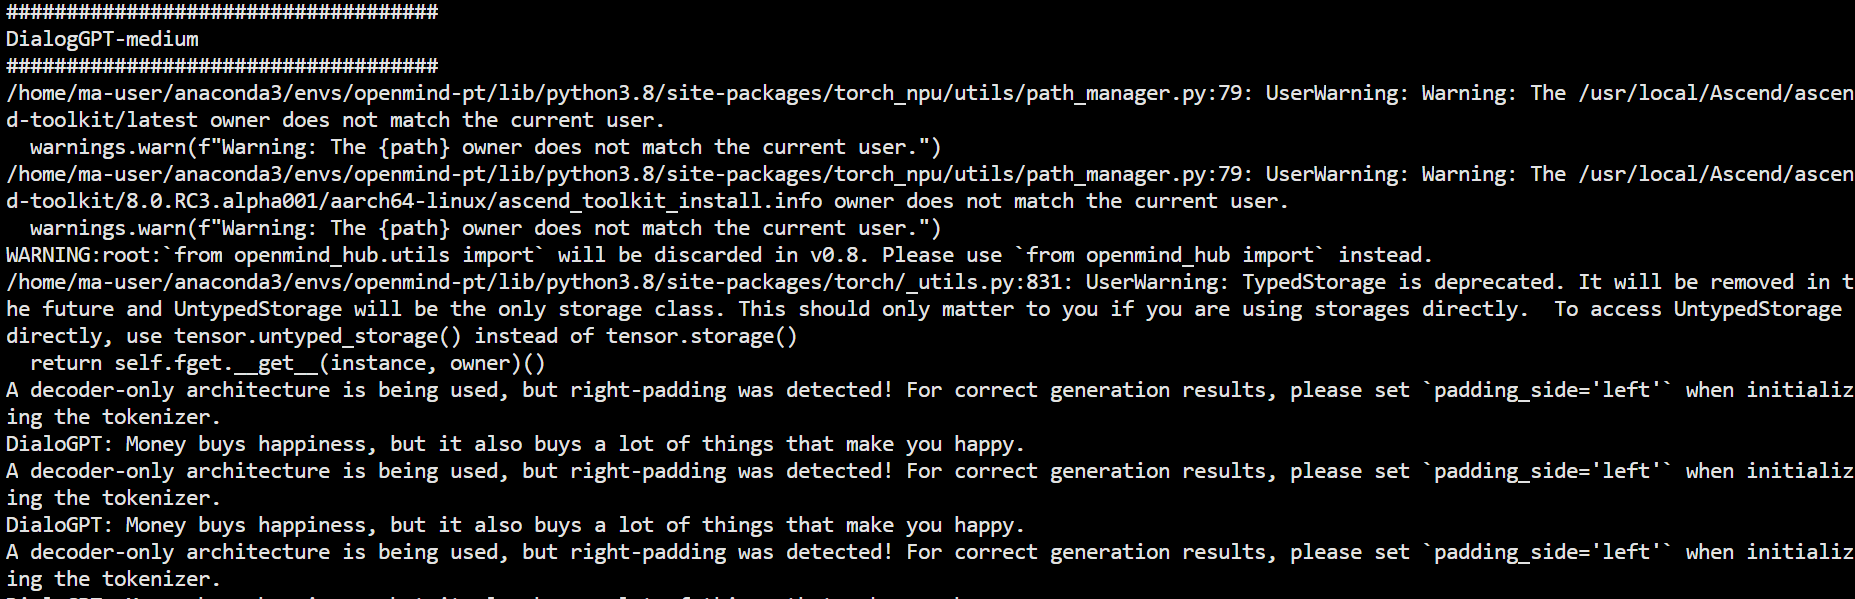 ####################################
DialogGPT-medium
####################################
/home/ma-user/anaconda3/envs/openmind-pt/lib/python3.8/site-packages/torch_npu/utils/path_manager.py:79: UserWarning: Warning: The /usr/local/Ascend/ascen
d-toolkit/latest owner does not match the current user.
  warnings.warn(f"Warning: The {path} owner does not match the current user.")
/home/ma-user/anaconda3/envs/openmind-pt/lib/python3.8/site-packages/torch_npu/utils/path_manager.py:79: UserWarning: Warning: The /usr/local/Ascend/ascen
d-toolkit/8.0.RC3.alpha001/aarch64-linux/ascend_toolkit_install.info owner does not match the current user.
  warnings.warn(f"Warning: The {path} owner does not match the current user.")
WARNING:root:`from openmind_hub.utils import` will be discarded in v0.8. Please use `from openmind_hub import` instead.
/home/ma-user/anaconda3/envs/openmind-pt/lib/python3.8/site-packages/torch/_utils.py:831: UserWarning: TypedStorage is deprecated. It will be removed in t
he future and UntypedStorage will be the only storage class. This should only matter to you if you are using storages directly.  To access UntypedStorage
directly, use tensor.untyped_storage() instead of tensor.storage()
  return self.fget.__get__(instance, owner)()
A decoder-only architecture is being used, but right-padding was detected! For correct generation results, please set `padding_side='left'` when initializ
ing the tokenizer.
DialoGPT: Money buys happiness, but it also buys a lot of things that make you happy.
A decoder-only architecture is being used, but right-padding was detected! For correct generation results, please set `padding_side='left'` when initializ
ing the tokenizer.
DialoGPT: Money buys happiness, but it also buys a lot of things that make you happy.
A decoder-only architecture is being used, but right-padding was detected! For correct generation results, please set `padding_side='left'` when initializ
ing the tokenizer.